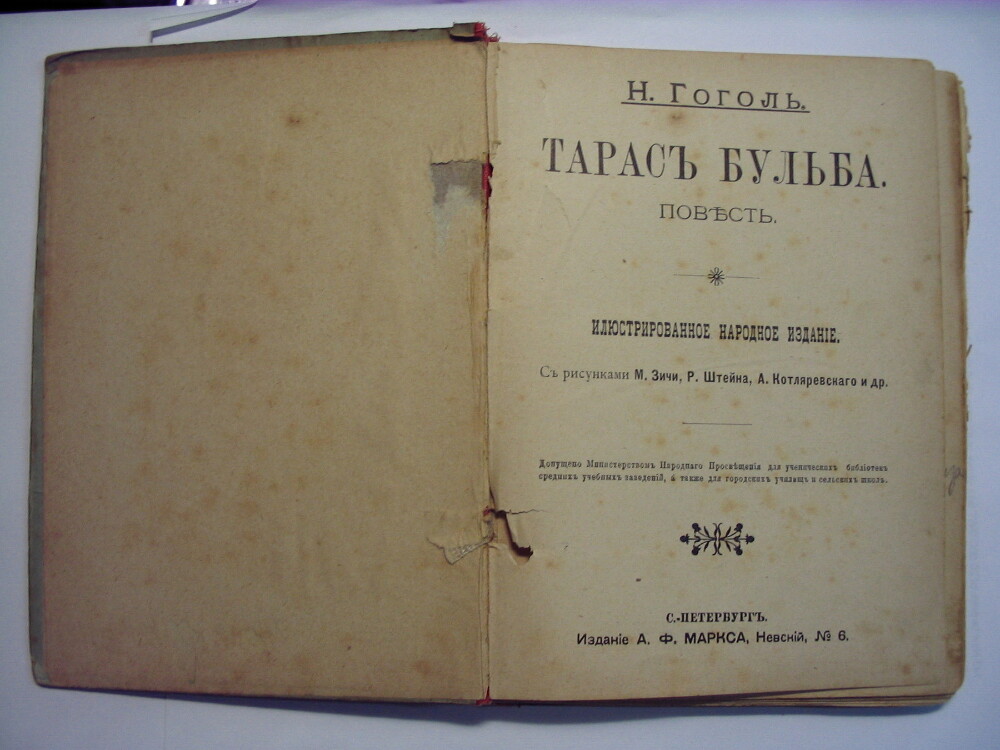 Н. Гоголь.
ТАРАСЪ БУЛЬБА.
ПОВѢСТЬ.
ИЛЮСТРИРОВАННОЕ НАРОДНОЕ ИЗДАНІЕ.
Съ рисунками М. Зичи, Р. Штейна, А. Котляревскаго и др.
Допущено Министерствомъ Народнаго Просвѣщенія для ученическихъ библіотек
среднихъ учебныхъ заведеній, а также для городскихъ училищъ и сельскихъ школъ.
С.-ПЕТЕРБУРГЪ.
Изданіе А. Ф. МАРКСА, Невскій, № 6.